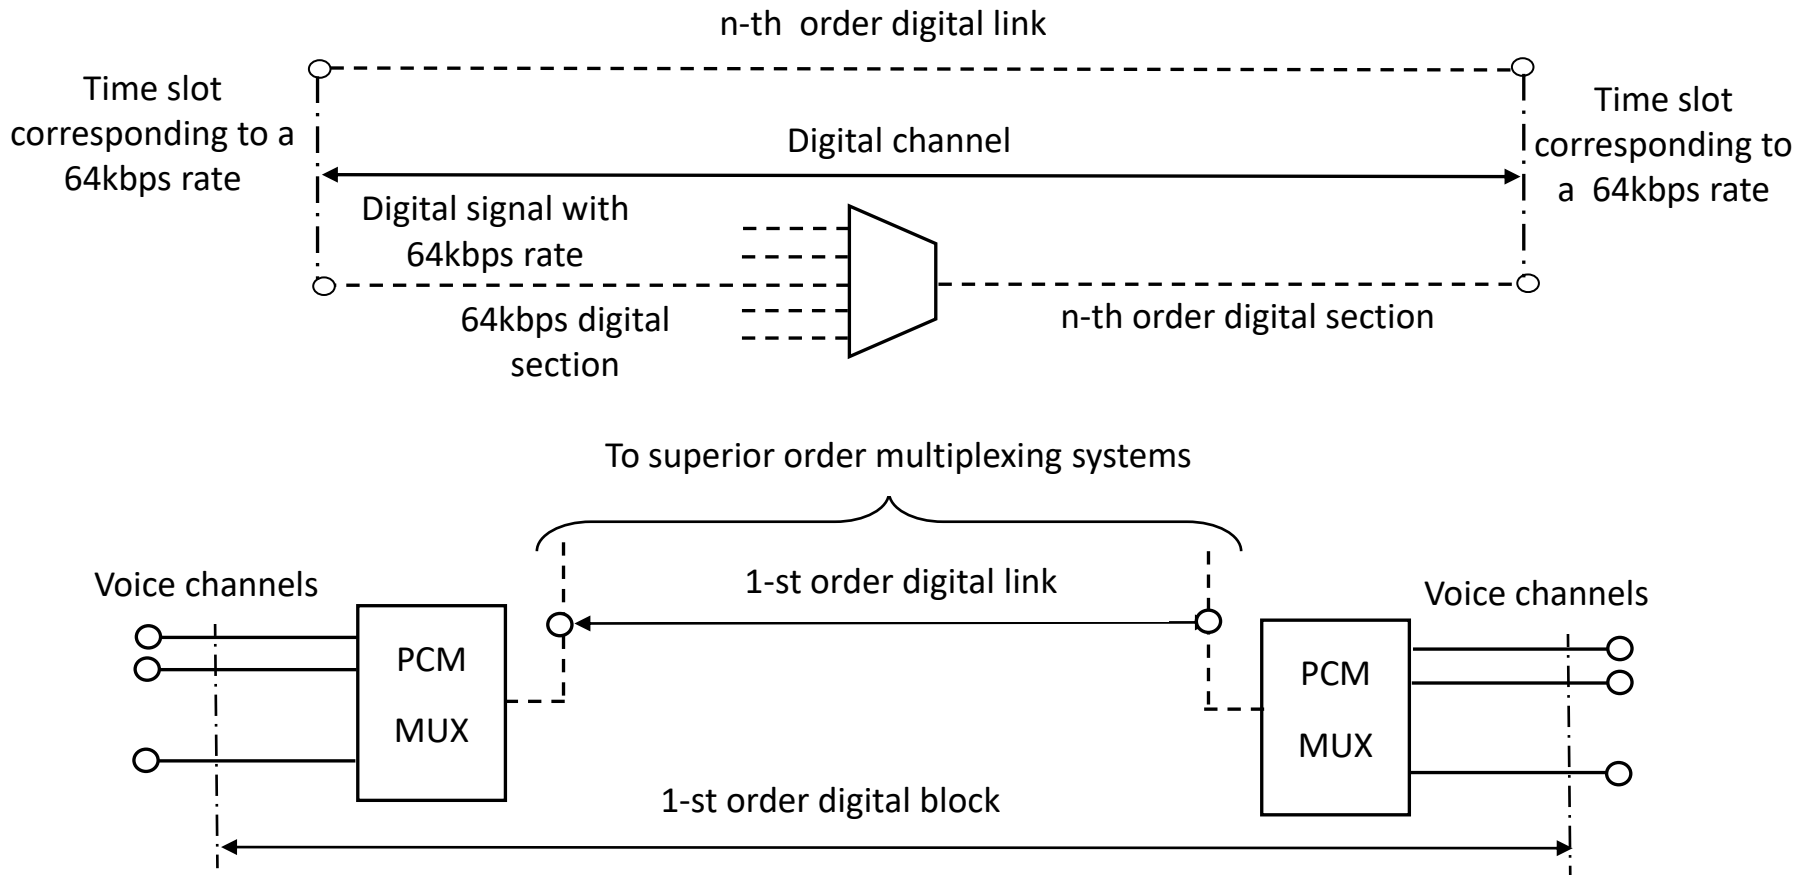 n-th order digital link
Time slot
corresponding to a
64kbps rate
Time slot
corresponding to
a 64kbps rate
Digital channel
Digital signal with
64kbps rate
64kbps digital
section
n-th order digital section
To superior order multiplexing systems
1-st order digital link
Voice channels
Voice channels
PCM
MUX
PCM
MUX
1-st order digital block